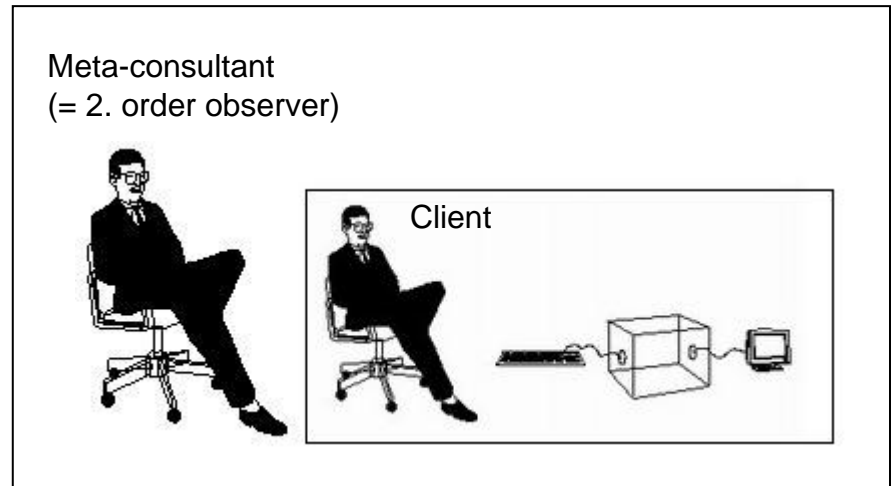 Meta-consultant
(= 2. order observer)
Client